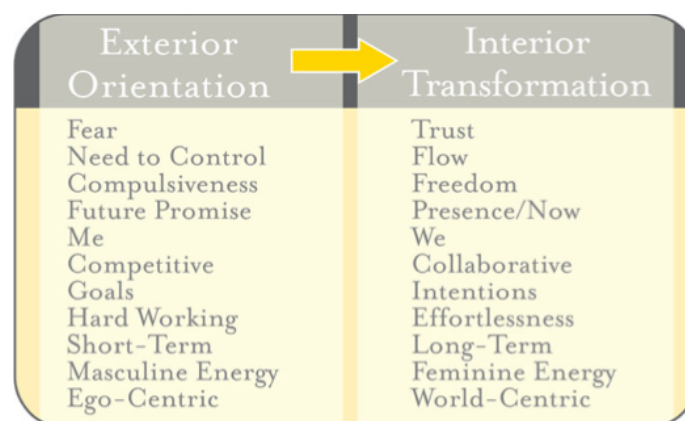 Exterior
Orientation
Fear
Need to Control
Compulsiveness
Future Promise
Me
Competitive
Goals
Hard Working
Short-Term
Masculine Energy
Ego-Centric
Interior
Transformation
Trust
Flow
Freedom
Presence/Now
We
Collaborative
Intentions
Effortlessness
Long-Term
Feminine Energy
World-Centric